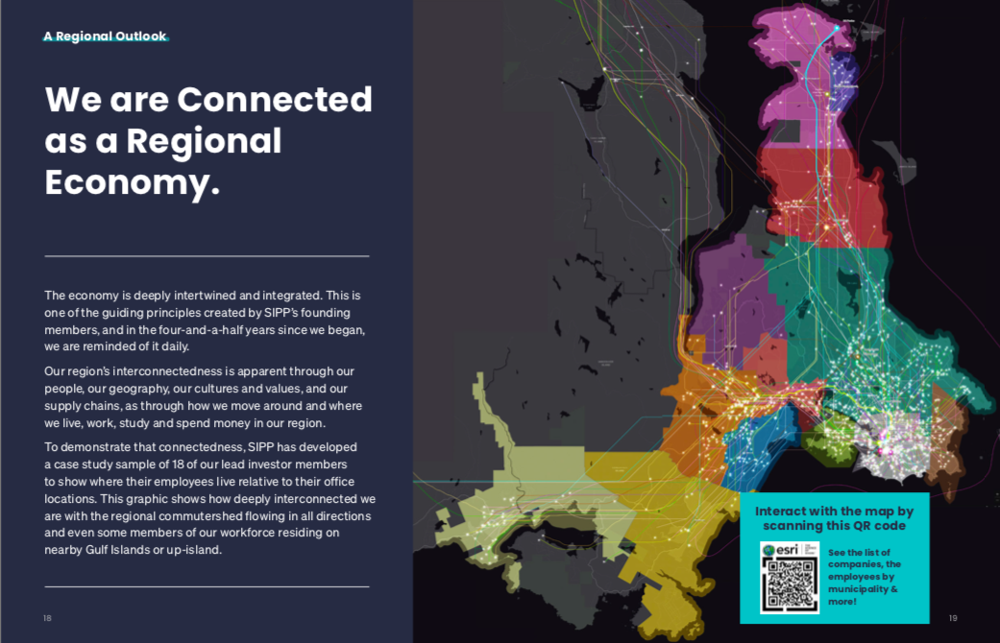 A Regional Outlook
We are Connected
as a Regional
Economy.
The economy is deeply intertwined and integrated. This is
one of the guiding principles created by SIPP's founding
members, and in the four-and-a-half years since we began,
we are reminded of it daily.
Our region's interconnectedness is apparent through our
people, our geography, our cultures and values, and our
supply chains, as through how we move around and where
we live, work, study and spend money in our region.
To demonstrate that connectedness, SIPP has developed
a case study sample of 18 of our lead investor members
to show where their employees live relative to their office
locations. This graphic shows how deeply interconnected we
are with the regional commutershed flowing in all directions
and even some members of our workforce residing on
nearby Gulf Islands or up-island.
18
Interact with the map by
scanning this QR code
esri
See the list of
companies, the
employees by
municipality &
more!
19